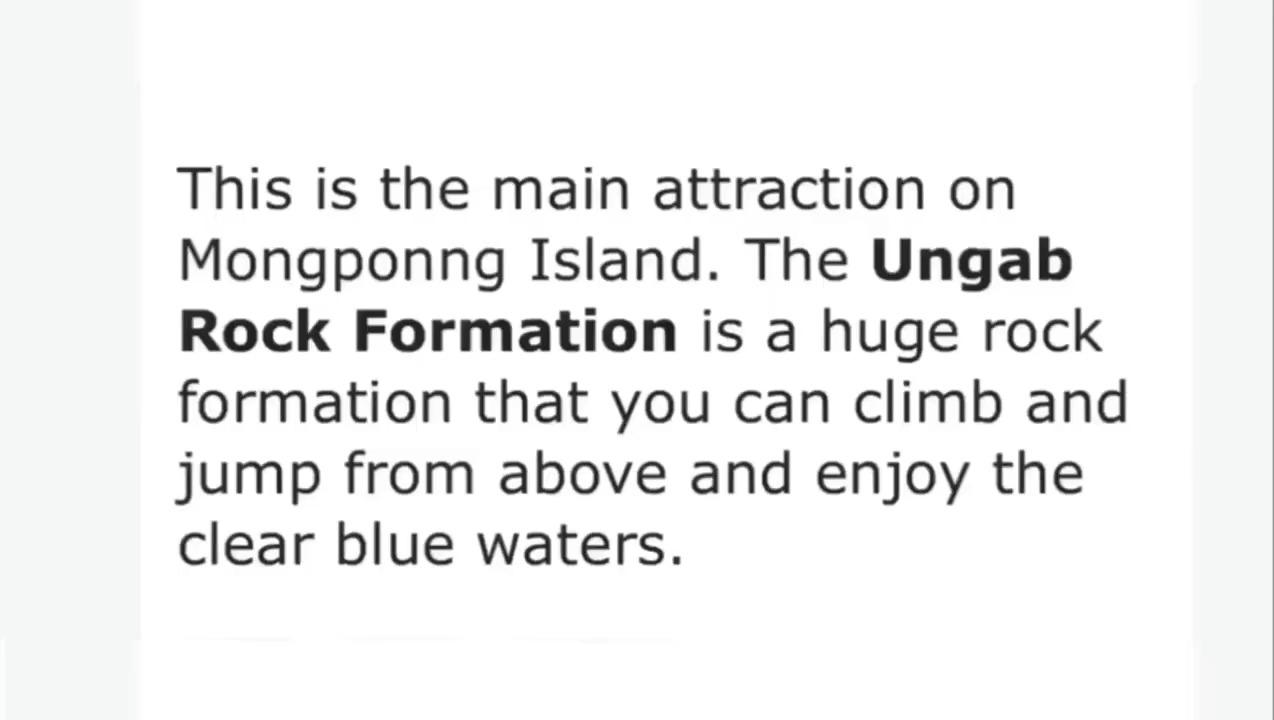 This is the main attraction on
Mongponng Island. The Ungab
Rock Formation is a huge rock
formation that you can climb and
jump from above and enjoy the
clear blue waters.